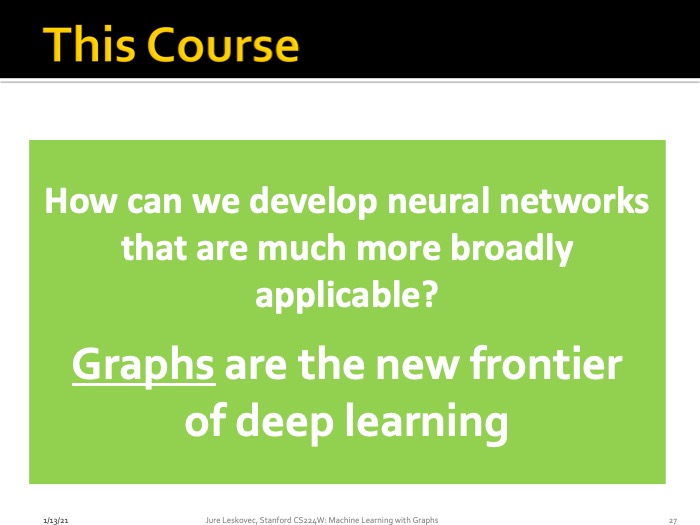 This Course
How can we develop neural networks
that are much more broadly
applicable?
Graphs are the new frontier
of deep learning
1/13/21
Jure Leskovec, Stanford CS224W: Machine Learning with Graphs
27